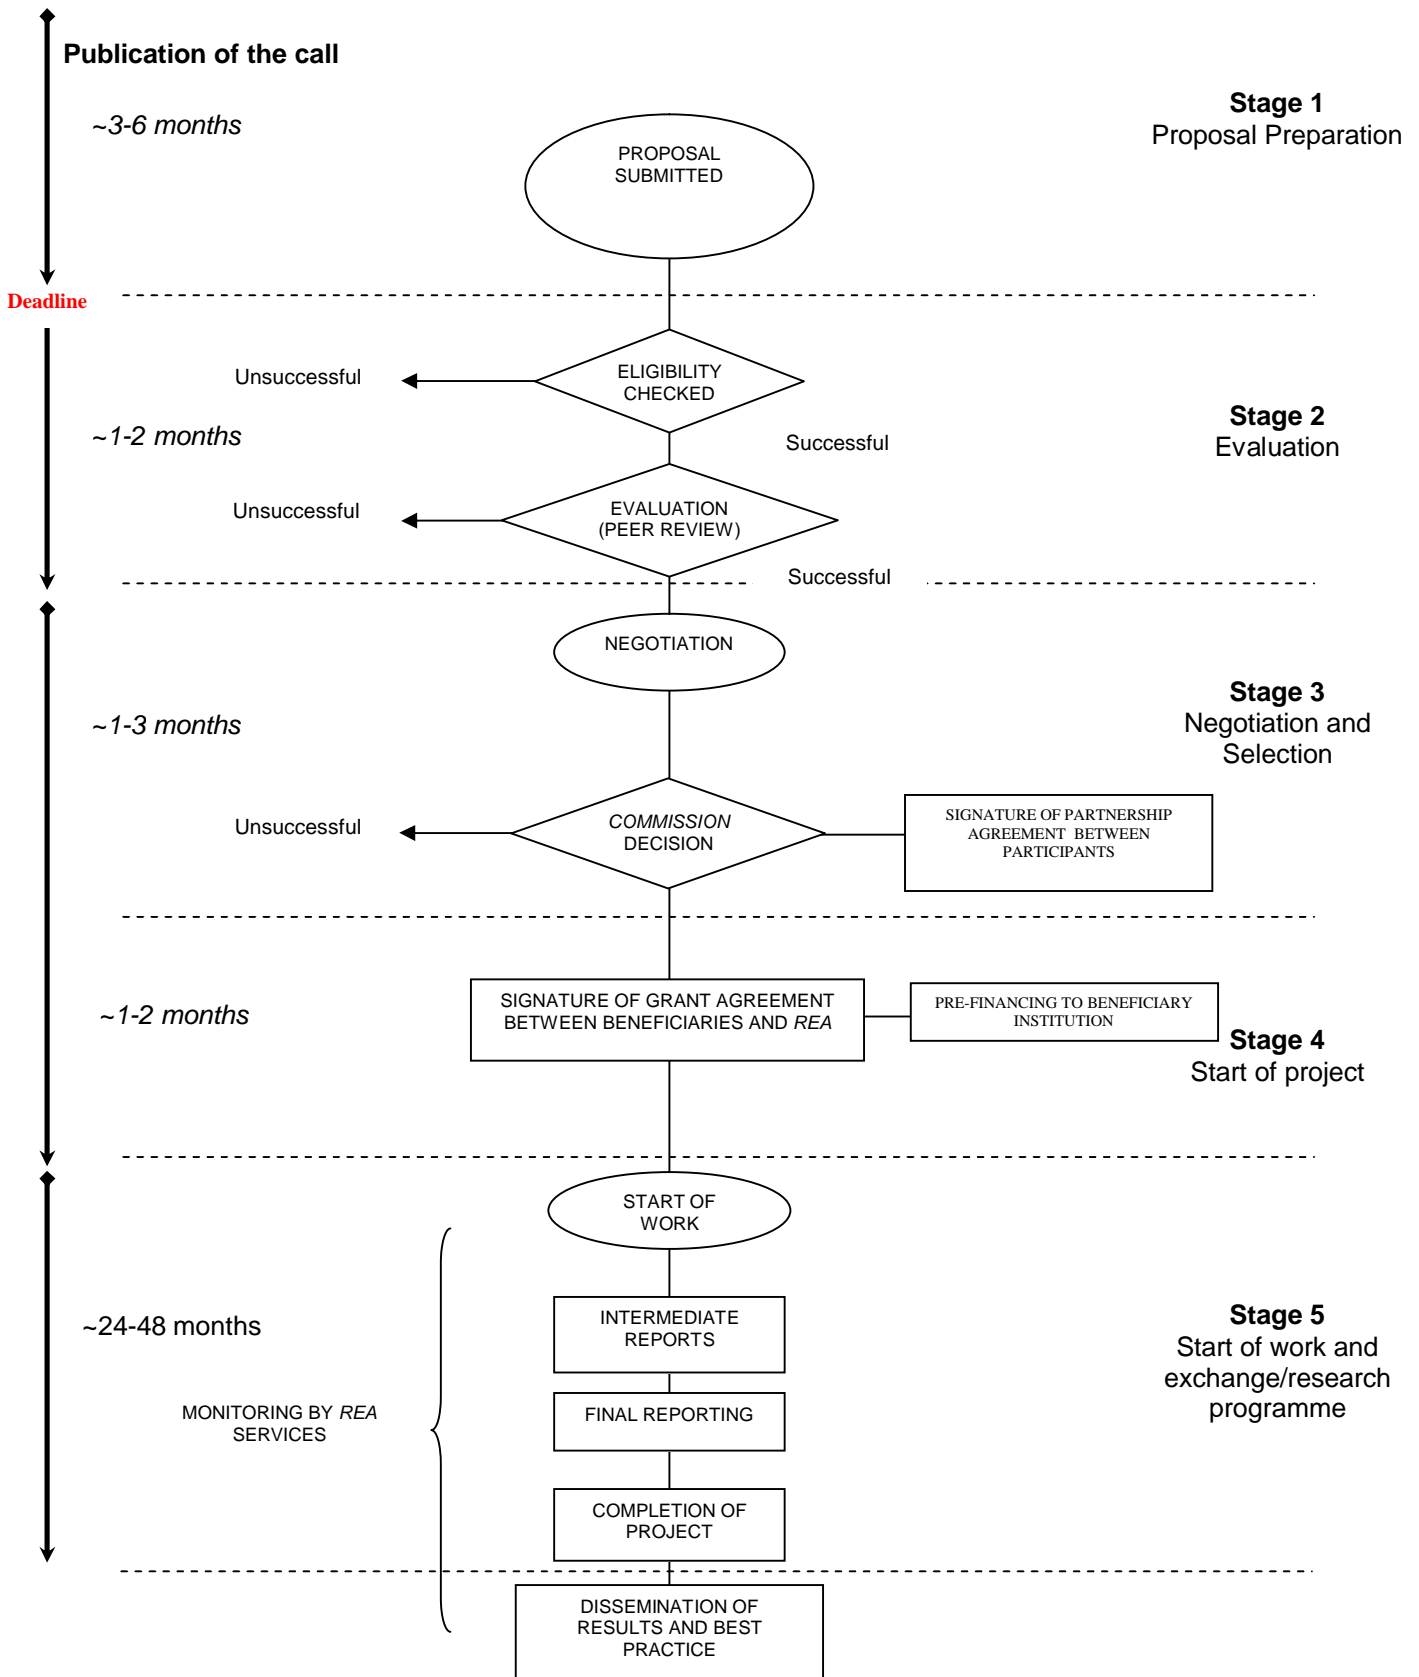 Publication of the call
~3-6 months
Stage 1
Proposal Preparation
PROPOSAL
SUBMITTED
Deadline
Unsuccessful
ELIGIBILITY
CHECKED
~1-2 months
Successful
Stage 2
Evaluation
Unsuccessful
EVALUATION
(PEER REVIEW)
Successful
NEGOTIATION
~1-3 months
Stage 3
Negotiation and
Selection
Unsuccessful
COMMISSION
DECISION
SIGNATURE OF PARTNERSHIP
AGREEMENT BETWEEN
PARTICIPANTS
~1-2 months
SIGNATURE OF GRANT AGREEMENT
BETWEEN BENEFICIARIES AND REA
PRE-FINANCING TO BENEFICIARY
INSTITUTION
Stage 4
Start of project
START OF
WORK
~24-48 months
INTERMEDIATE
REPORTS
Stage 5
Start of work and
exchange/research
programme
MONITORING BY REA
SERVICES
FINAL REPORTING
COMPLETION OF
PROJECT
DISSEMINATION OF
RESULTS AND BEST
PRACTICE